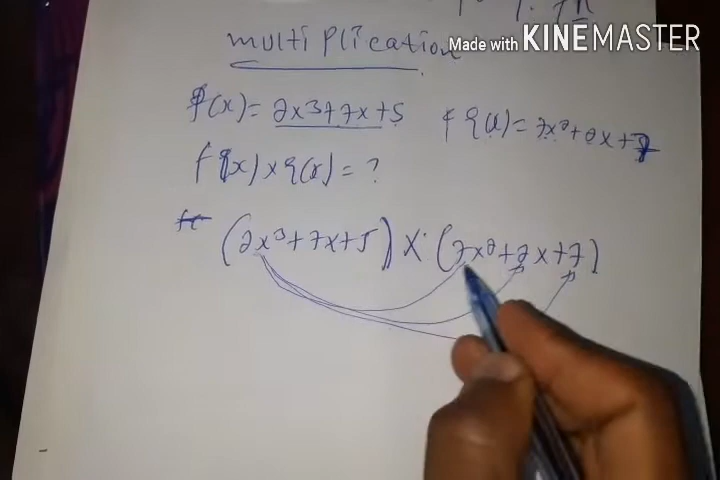 multiplication
Made with KINEMASTER
P(x) = 2x³+7x+5 q(x) = 7x²+2x+7
f(x) × q(x) = ?
(2x³+7x+5) × (7x²+2x+7)